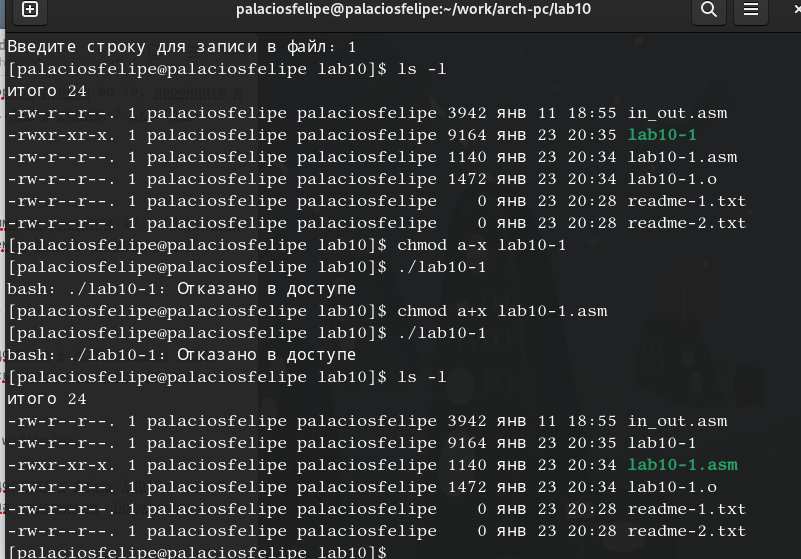 palaciosfelipe@palaciosfelipe:~/work/arch-pc/lab10
Введите строку для записи в файл: 1
[palaciosfelipe@palaciosfelipe lab10]$ ls -l
итого 24
-rw-r--r--. 1 palaciosfelipe palaciosfelipe 3942 янв 11 18:55 in_out.asm
-rwxr-xr-x. 1 palaciosfelipe palaciosfelipe 9164 янв 23 20:35 lab10-1
-rw-r--r--. 1 palaciosfelipe palaciosfelipe 1140 янв 23 20:34 lab10-1.asm
-rw-r--r--. 1 palaciosfelipe palaciosfelipe 1472 янв 23 20:34 lab10-1.o
-rw-r--r--. 1 palaciosfelipe palaciosfelipe 0 янв 23 20:28 readme-1.txt
-rw-r--r--. 1 palaciosfelipe palaciosfelipe 0 янв 23 20:28 readme-2.txt
[palaciosfelipe@palaciosfelipe lab10]$ chmod a-x lab10-1
[palaciosfelipe@palaciosfelipe lab10]$ ./lab10-1
bash: ./lab10-1: Отказано в доступе
[palaciosfelipe@palaciosfelipe lab10]$ chmod a+x lab10-1.asm
[palaciosfelipe@palaciosfelipe lab10]$ ./lab10-1
bash: ./lab10-1: Отказано в доступе
[palaciosfelipe@palaciosfelipe lab10]$ ls -l
итого 24
-rw-r--r--. 1 palaciosfelipe palaciosfelipe 3942 янв 11 18:55 in_out.asm
-rw-r--r--. 1 palaciosfelipe palaciosfelipe 9164 янв 23 20:35 lab10-1
-rwxr-xr-x. 1 palaciosfelipe palaciosfelipe 1140 янв 23 20:34 lab10-1.asm
-rw-r--r--. 1 palaciosfelipe palaciosfelipe 1472 янв 23 20:34 lab10-1.o
-rw-r--r--. 1 palaciosfelipe palaciosfelipe 0 янв 23 20:28 readme-1.txt
-rw-r--r--. 1 palaciosfelipe palaciosfelipe 0 янв 23 20:28 readme-2.txt
[palaciosfelipe@palaciosfelipe lab10]$